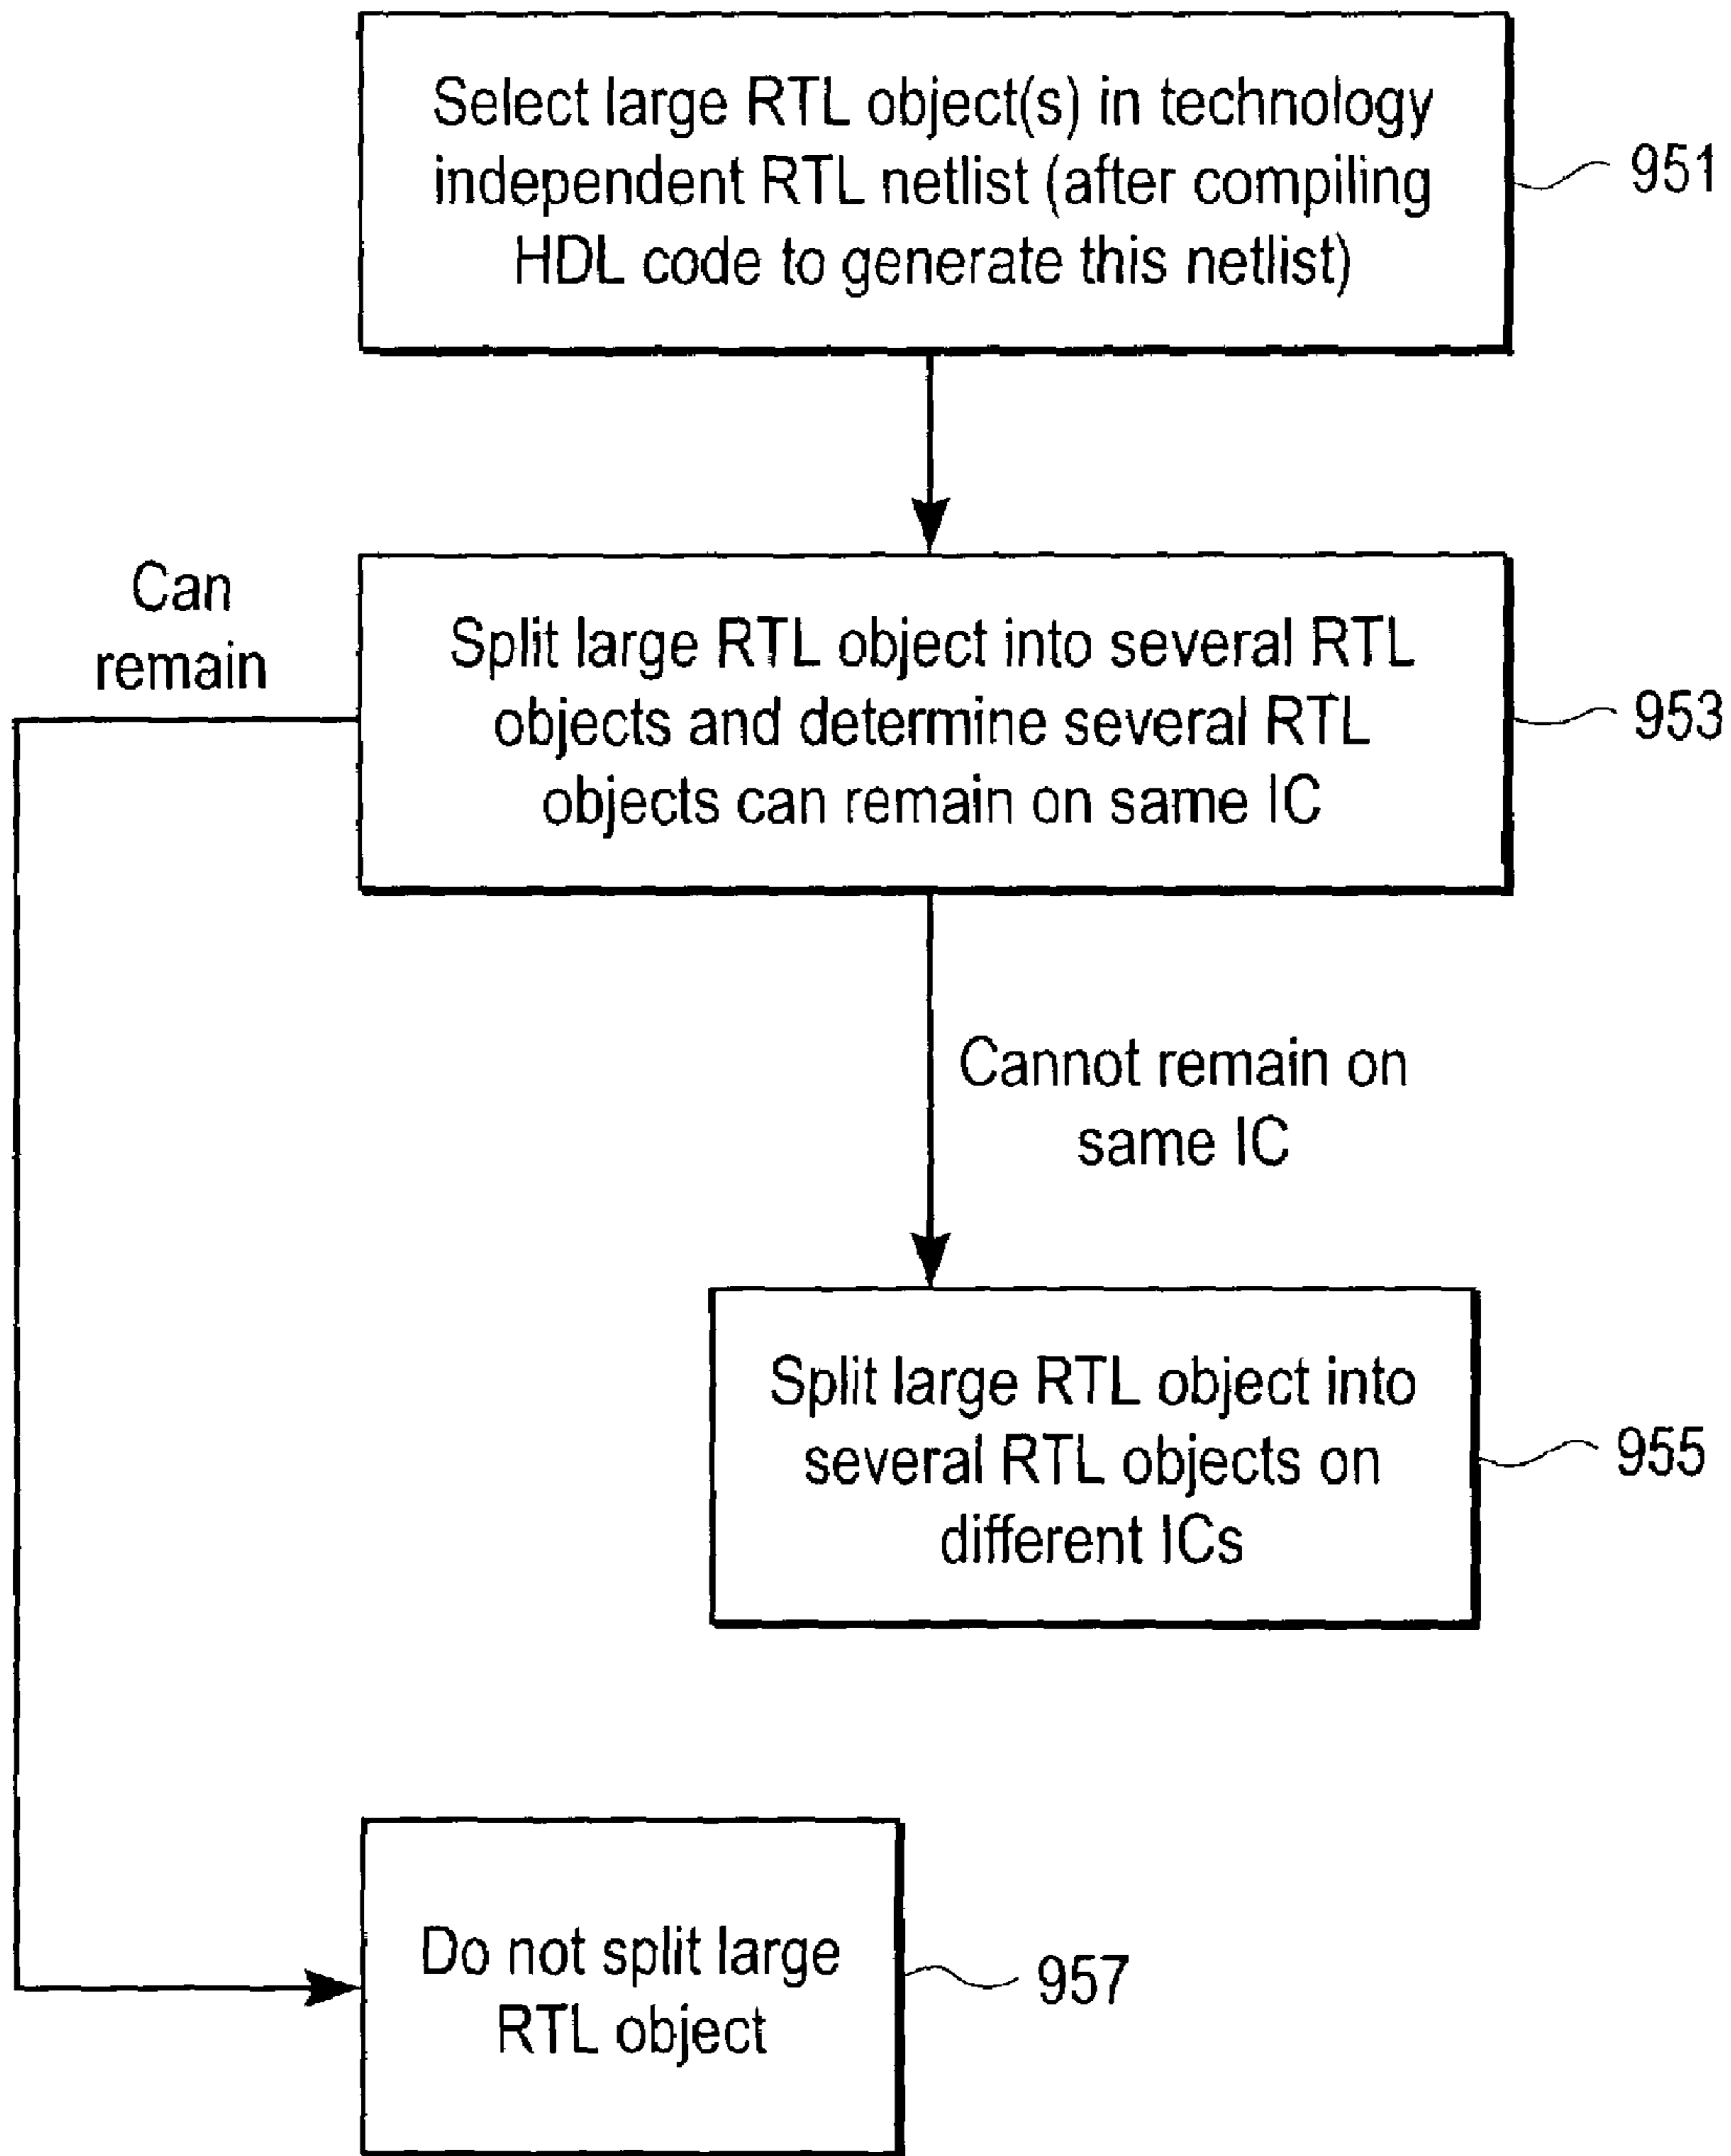 Select large RTL object(s) in technology
independent RTL netlist (after compiling
HDL code to generate this netlist)
951
Can
remain
Split large RTL object into several RTL
objects and determine several RTL
objects can remain on same IC
953
Cannot remain on
same IC
Split large RTL object into
several RTL objects on
different ICs
955
Do not split large
RTL object
957